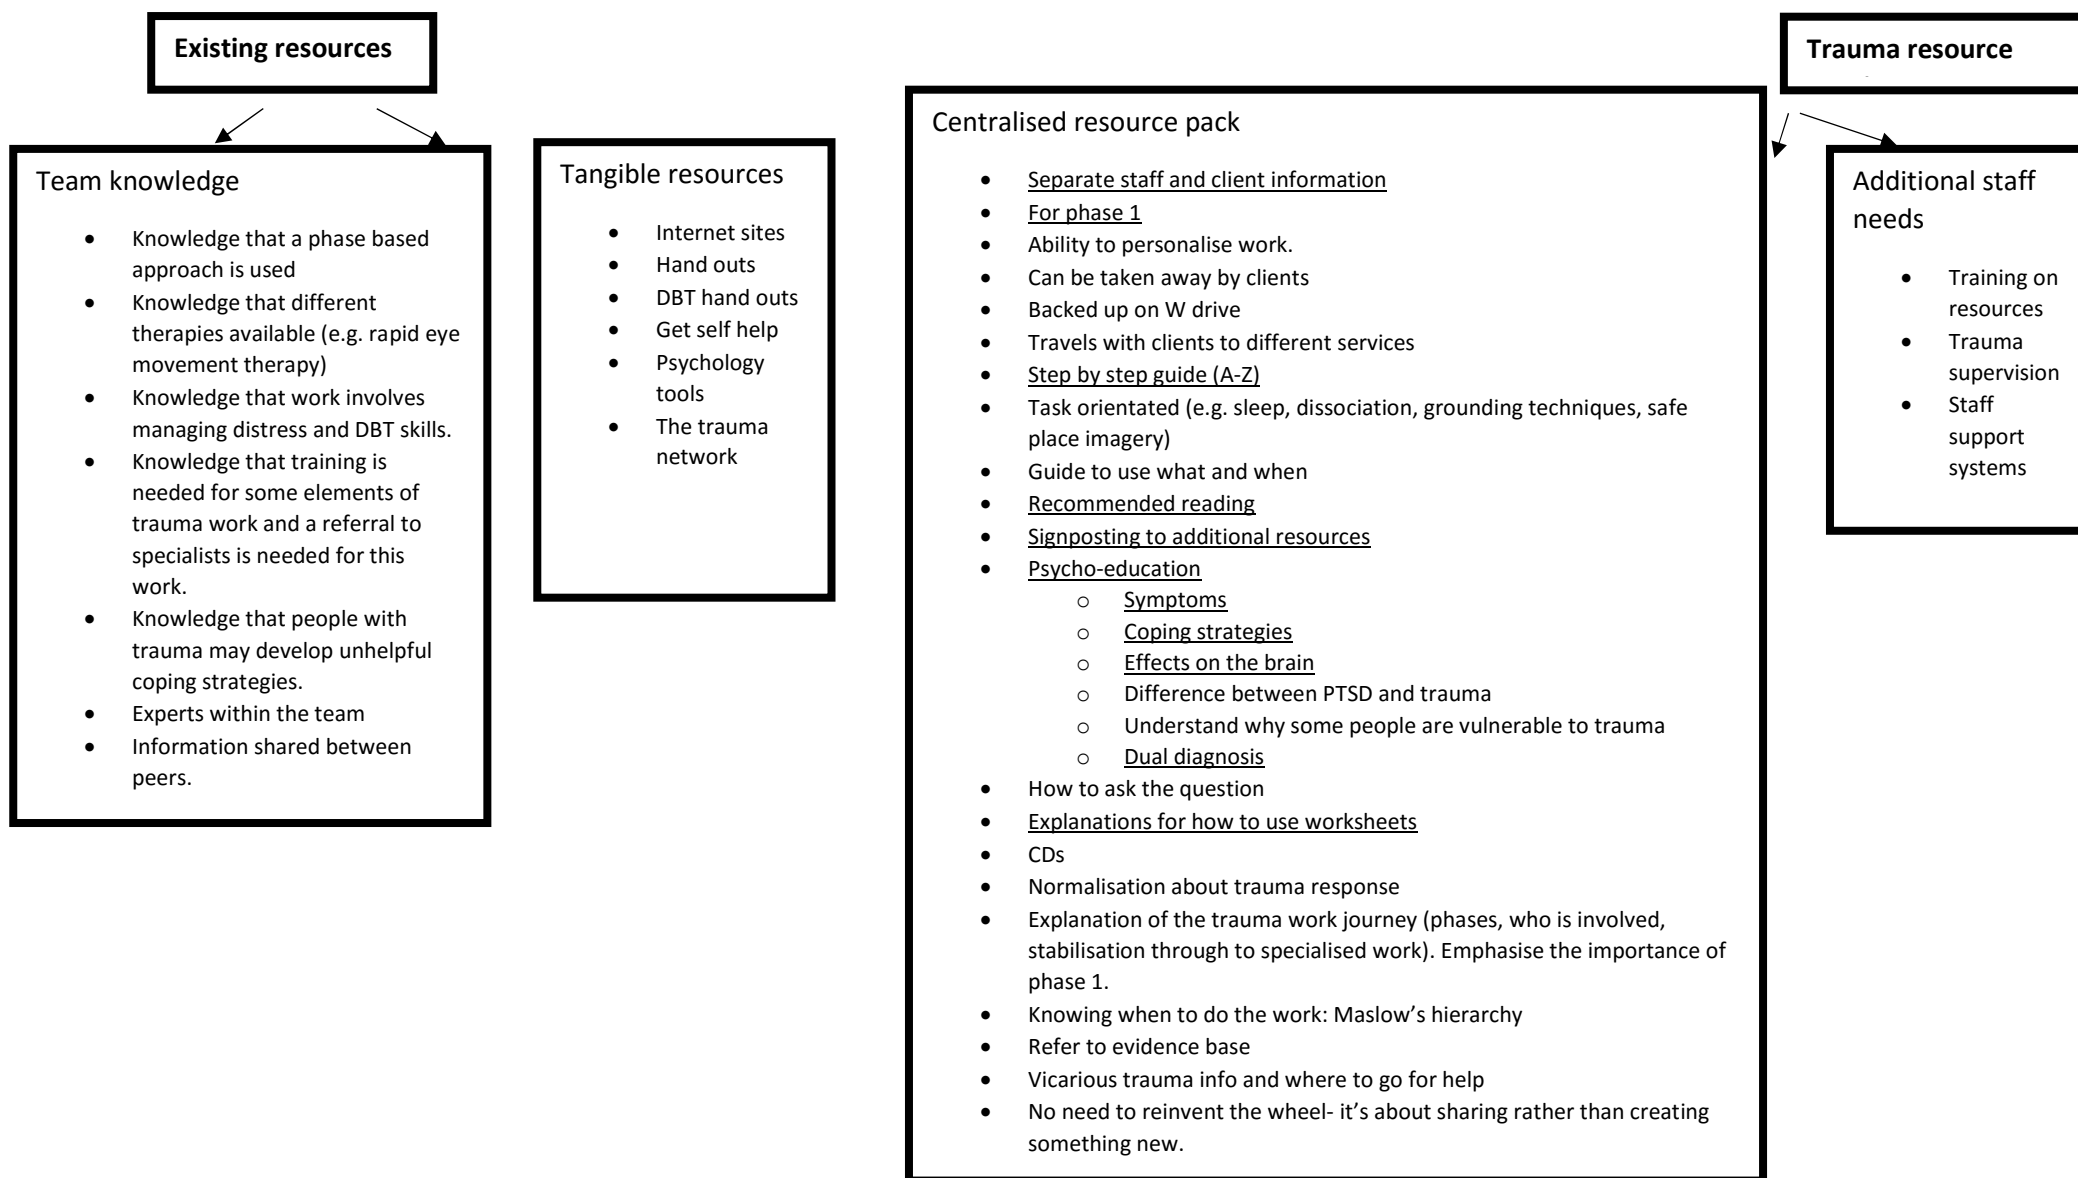 Existing resources
Team knowledge
• Knowledge that a phase based
approach is used
• Knowledge that different
therapies available (e.g. rapid eye
movement therapy)
• Knowledge that work involves
managing distress and DBT skills.
• Knowledge that training is
needed for some elements of
trauma work and a referral to
specialists is needed for this
work.
• Knowledge that people with
trauma may develop unhelpful
coping strategies.
• Experts within the team
• Information shared between
peers.
Tangible resources
• Internet sites
• Hand outs
• DBT hand outs
• Get self help
• Psychology
tools
• The trauma
network
Trauma resource
Centralised resource pack
• Separate staff and client information
• For phase 1
• Ability to personalise work.
• Can be taken away by clients
• Backed up on W drive
• Travels with clients to different services
• Step by step guide (A-Z)
• Task orientated (e.g. sleep, dissociation, grounding techniques, safe
place imagery)
• Guide to use what and when
• Recommended reading
• Signposting to additional resources
• Psycho-education
o Symptoms
o Coping strategies
o Effects on the brain
o Difference between PTSD and trauma
o Understand why some people are vulnerable to trauma
o Dual diagnosis
• How to ask the question
• Explanations for how to use worksheets
• CDs
• Normalisation about trauma response
• Explanation of the trauma work journey (phases, who is involved,
stabilisation through to specialised work). Emphasise the importance of
phase 1.
• Knowing when to do the work: Maslow’s hierarchy
• Refer to evidence base
• Vicarious trauma info and where to go for help
• No need to reinvent the wheel- it’s about sharing rather than creating
something new.
Additional staff
needs
• Training on
resources
• Trauma
supervision
• Staff
support
systems